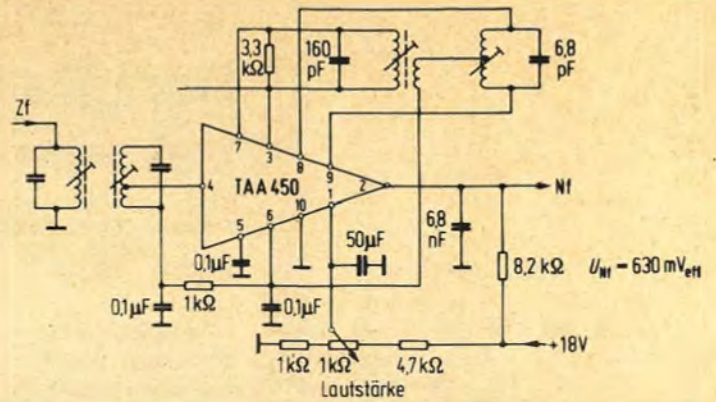 3,3 kΩ
160 pF
6,8 pF
Zf
7
3
8
9
4
TAA 450
2
Nf
5
6
10
1
0,1µF
50µF
6,8 nF
8,2 kΩ
U_Nf = 630 mV_eff
0,1µF
1kΩ
0,1µF
1kΩ
1kΩ
4,7kΩ
+18V
Lautstärke